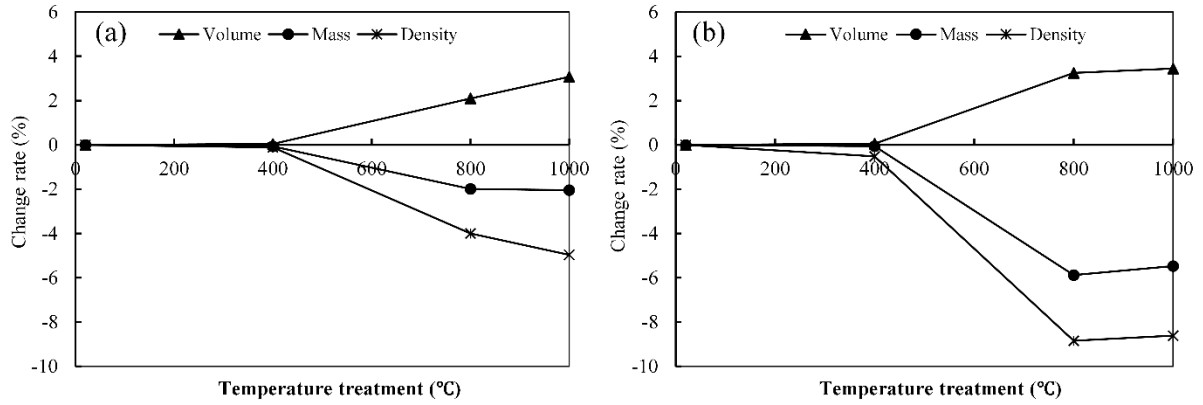 (a)
Volume Mass Density
6
4
2
0
-2
-4
-6
-8
-10
0 200 400 600 800 1000
Change rate (%)
Temperature treatment (℃)
(b)
Volume Mass Density
6
4
2
0
-2
-4
-6
-8
-10
0 200 400 600 800 1000
Change rate (%)
Temperature treatment (℃)